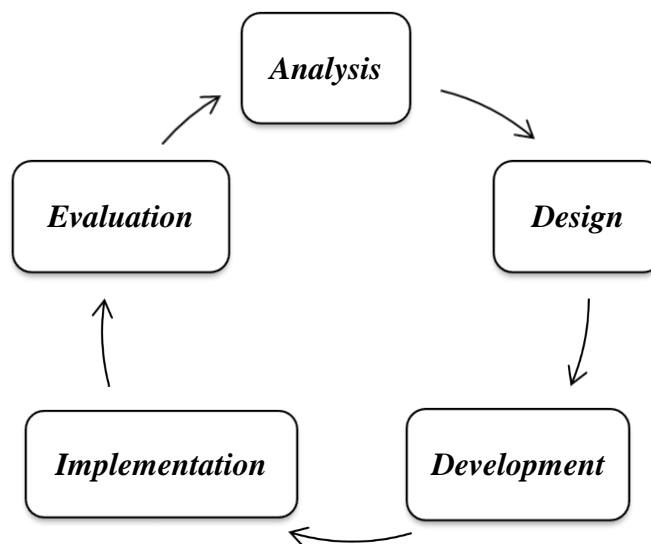 Analysis
Design
Development
Implementation
Evaluation